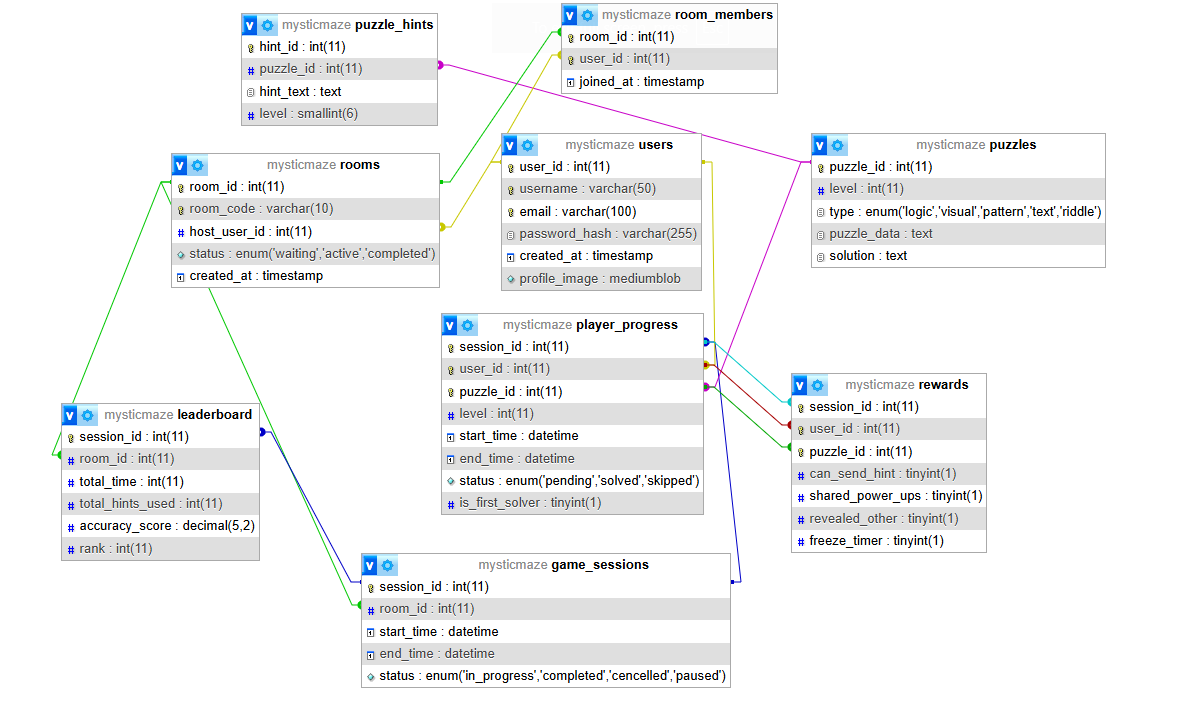 mysticmaze puzzle_hints
hint_id : int(11)
puzzle_id : int(11)
hint_text : text
level : smallint(6)
mysticmaze room_members
room_id : int(11)
user_id : int(11)
joined_at : timestamp
mysticmaze rooms
room_id : int(11)
room_code : varchar(10)
host_user_id : int(11)
status : enum('waiting','active','completed')
created_at : timestamp
mysticmaze users
user_id : int(11)
username : varchar(50)
email : varchar(100)
password_hash : varchar(255)
created_at : timestamp
profile_image : mediumblob
mysticmaze puzzles
puzzle_id : int(11)
level : int(11)
type : enum('logic','visual','pattern','text','riddle')
puzzle_data : text
solution : text
mysticmaze player_progress
session_id : int(11)
user_id : int(11)
puzzle_id : int(11)
level : int(11)
start_time : datetime
end_time : datetime
status : enum('pending','solved','skipped')
is_first_solver : tinyint(1)
mysticmaze rewards
session_id : int(11)
user_id : int(11)
puzzle_id : int(11)
can_send_hint : tinyint(1)
shared_power_ups : tinyint(1)
revealed_other : tinyint(1)
freeze_timer : tinyint(1)
mysticmaze leaderboard
session_id : int(11)
room_id : int(11)
total_time : int(11)
total_hints_used : int(11)
accuracy_score : decimal(5,2)
rank : int(11)
mysticmaze game_sessions
session_id : int(11)
room_id : int(11)
start_time : datetime
end_time : datetime
status : enum('in_progress','completed','cencelled','paused')